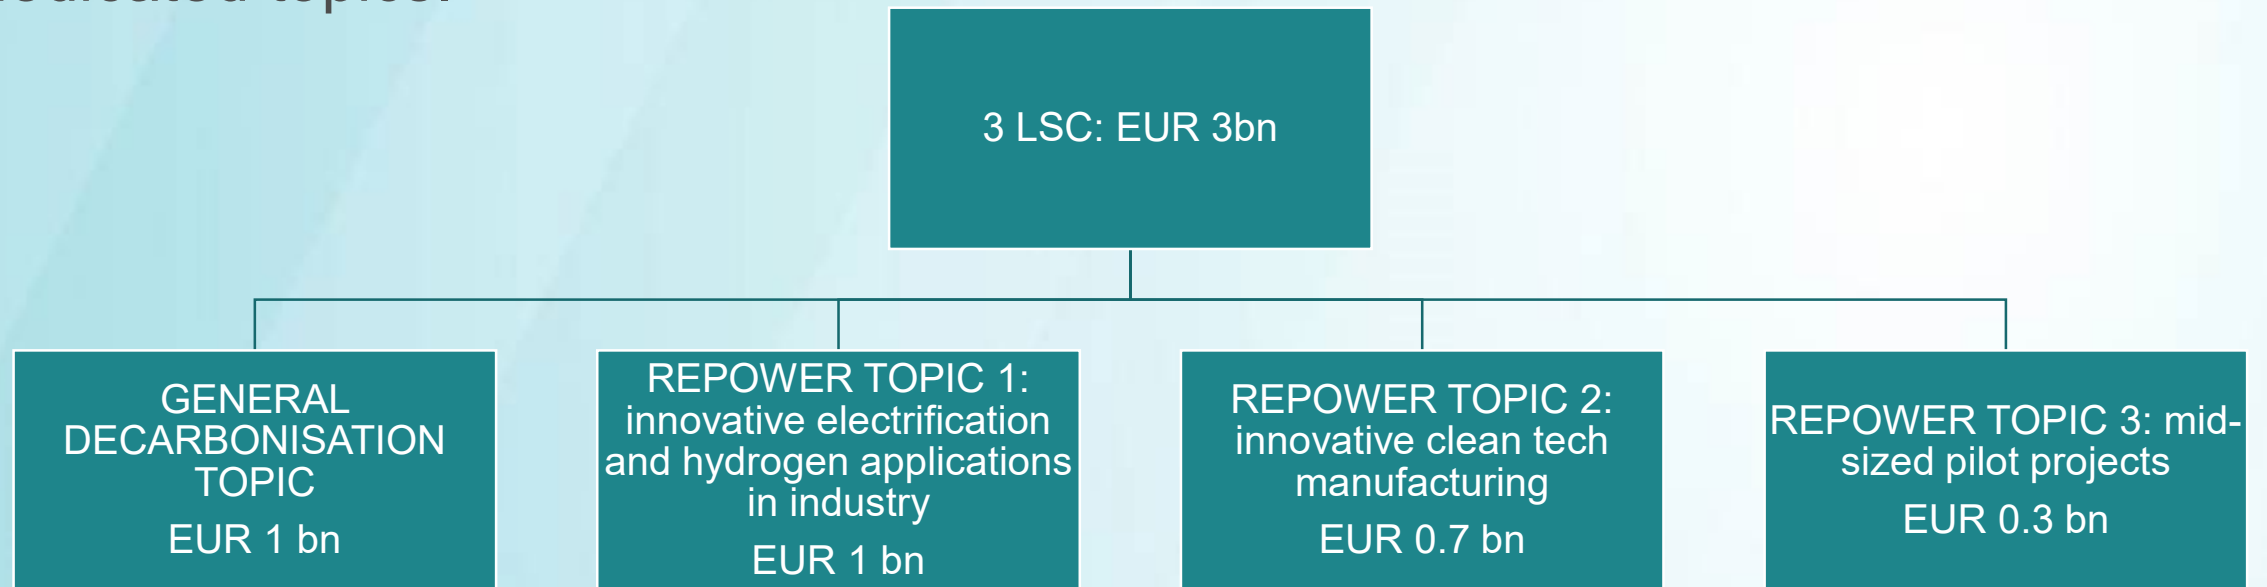 topics.
3 LSC: EUR 3bn
GENERAL
DECARBONISATION
TOPIC
EUR 1 bn
REPOWER TOPIC 1:
innovative electrification
and hydrogen applications
in industry
EUR 1 bn
REPOWER TOPIC 2:
innovative clean tech
manufacturing
EUR 0.7 bn
REPOWER TOPIC 3: mid-
sized pilot projects
EUR 0.3 bn